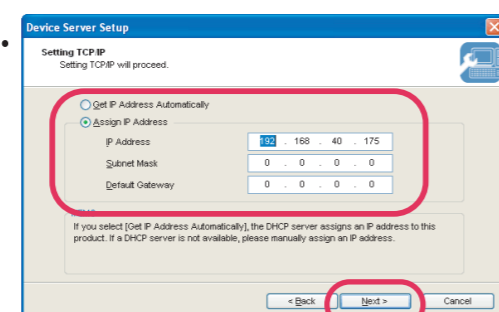 Device Server Setup
Setting TCP/IP
Setting TCP/IP will proceed.
Get IP Address Automatically
Assign IP Address
IP Address 192 . 168 . 40 . 175
Subnet Mask 0 . 0 . 0 . 0
Default Gateway 0 . 0 . 0 . 0
If you select [Get IP Address Automatically], the DHCP server assigns an IP address to this
product. If a DHCP server is not available, please manually assign an IP address.
< Back Next > Cancel